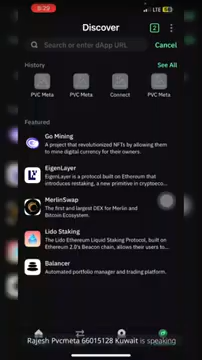 8:29
LTE
Discover
2
Search or enter dApp URL
Cancel
History
See All
PVC Meta
PVC Meta
Connect
PVC Meta
Featured
Go Mining
A project that revolutionized NFTs by allowing them to mine digital currency for their owners.
EigenLayer
EigenLayer is a protocol built on Ethereum that introduces restaking, a new primitive in cryptoeco...
MerlinSwap
The first and largest DEX for Merlin and Bitcoin Ecosystem.
Lido Staking
The Lido Ethereum Liquid Staking Protocol, built on Ethereum 2.0's Beacon chain, allows their users to...
Balancer
Automated portfolio manager and trading platform.
Rajesh Pvcmeta 66015128 Kuwait is speaking